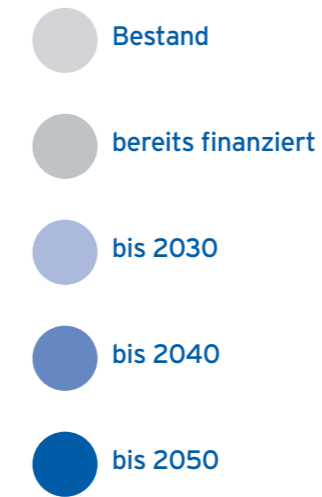 Bestand
bereits finanziert
bis 2030
bis 2040
bis 2050